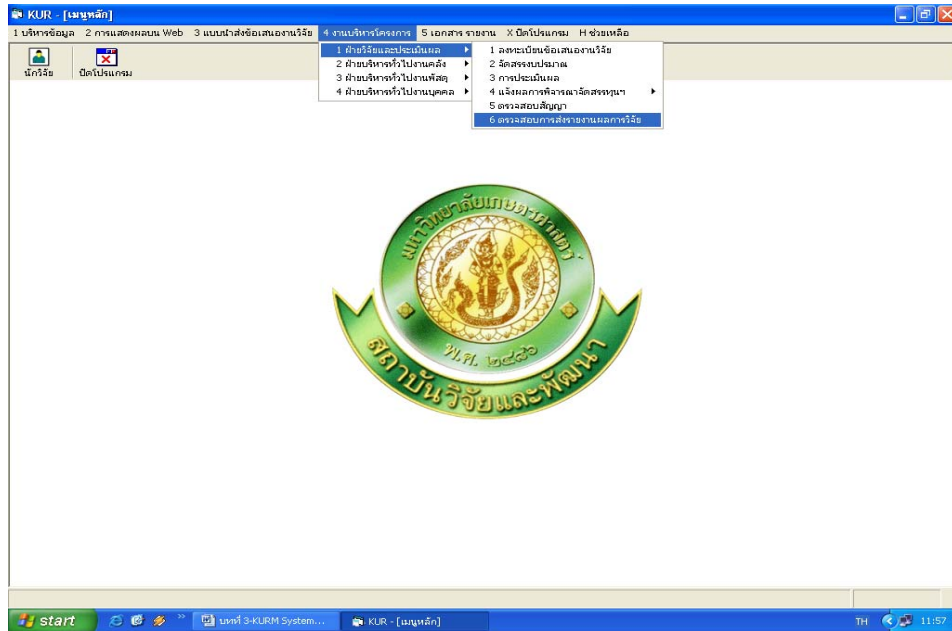 KUR - [เมนูหลัก]
1 บริหารข้อมูล 2 การแสดงผลบน Web 3 แบบนำส่งข้อเสนองานวิจัย 4 งานบริหารโครงการ 5 เอกสาร รายงาน X ปิดโปรแกรม H ช่วยเหลือ
นักวิจัย ปิดโปรแกรม
1 ฝ่ายวิจัยและประเมินผล
2 ฝ่ายบริหารทั่วไปงานคลัง
3 ฝ่ายบริหารทั่วไปงานพัสดุ
4 ฝ่ายบริหารทั่วไปงานบุคคล
1 ลงทะเบียนข้อเสนองานวิจัย
2 จัดสรรงบประมาณ
3 การประเมินผล
4 แจ้งผลการพิจารณาจัดสรรทุนฯ
5 ตรวจสอบสัญญา
6 ตรวจสอบการส่งรายงานผลการวิจัย
มหาวิทยาลัยเกษตรศาสตร์
พ.ศ. ๒๔๘๖
สถาบันวิจัยและพัฒนา
start บทที่ 3-KURM System... KUR - [เมนูหลัก] TH 11:57